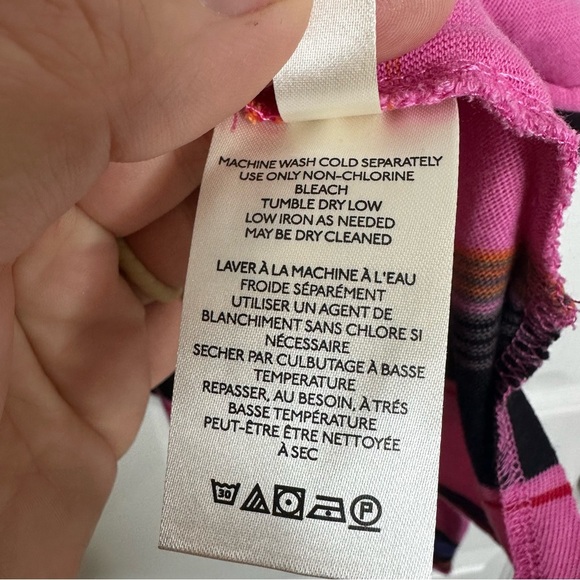 MACHINE WASH COLD SEPARATELY
USE ONLY NON-CHLORINE
BLEACH
TUMBLE DRY LOW
LOW IRON AS NEEDED
MAY BE DRY CLEANED
LAVER À LA MACHINE À L'EAU
FROIDE SÉPARÉMENT
UTILISER UN AGENT DE
BLANCHIMENT SANS CHLORE SI
NÉCESSAIRE
SECHER PAR CULBUTAGE À BASSE
TEMPERATURE
REPASSER, AU BESOIN, À TRÉS
BASSE TEMPÉRATURE
PEUT-ÊTRE ÊTRE NETTOYÉE
À SEC
30 P